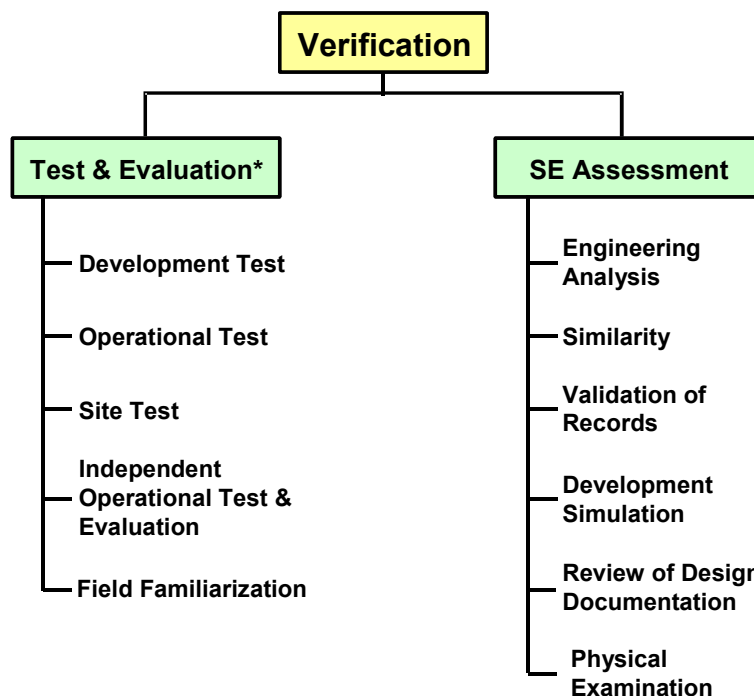 Verification
Test & Evaluation*
Development Test
Operational Test
Site Test
Independent
Operational Test &
Evaluation
Field Familiarization
SE Assessment
Engineering
Analysis
Similarity
Validation of
Records
Development
Simulation
Review of Design
Documentation
Physical
Examination